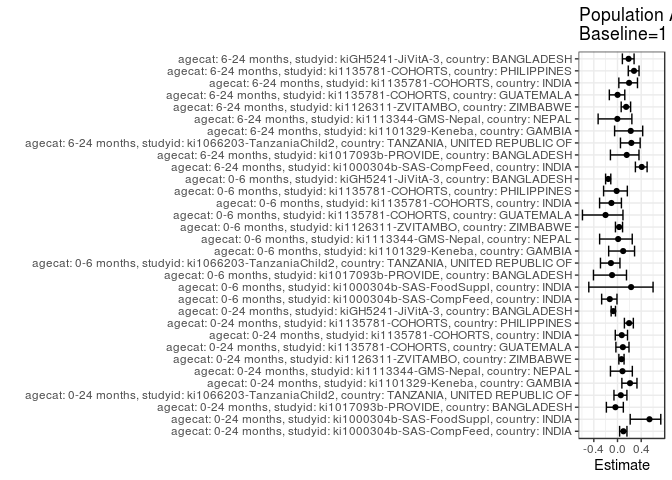 Population A
Baseline=1
agecat: 6-24 months, studyid: kiGH5241-JiVitA-3, country: BANGLADESH
agecat: 6-24 months, studyid: ki1135781-COHORTS, country: PHILIPPINES
agecat: 6-24 months, studyid: ki1135781-COHORTS, country: INDIA
agecat: 6-24 months, studyid: ki1135781-COHORTS, country: GUATEMALA
agecat: 6-24 months, studyid: ki1126311-ZVITAMBO, country: ZIMBABWE
agecat: 6-24 months, studyid: ki1113344-GMS-Nepal, country: NEPAL
agecat: 6-24 months, studyid: ki1101329-Keneba, country: GAMBIA
agecat: 6-24 months, studyid: ki1066203-TanzaniaChild2, country: TANZANIA, UNITED REPUBLIC OF
agecat: 6-24 months, studyid: ki1017093b-PROVIDE, country: BANGLADESH
agecat: 6-24 months, studyid: ki1000304b-SAS-CompFeed, country: INDIA
agecat: 0-6 months, studyid: kiGH5241-JiVitA-3, country: BANGLADESH
agecat: 0-6 months, studyid: ki1135781-COHORTS, country: PHILIPPINES
agecat: 0-6 months, studyid: ki1135781-COHORTS, country: INDIA
agecat: 0-6 months, studyid: ki1135781-COHORTS, country: GUATEMALA
agecat: 0-6 months, studyid: ki1126311-ZVITAMBO, country: ZIMBABWE
agecat: 0-6 months, studyid: ki1113344-GMS-Nepal, country: NEPAL
agecat: 0-6 months, studyid: ki1101329-Keneba, country: GAMBIA
agecat: 0-6 months, studyid: ki1066203-TanzaniaChild2, country: TANZANIA, UNITED REPUBLIC OF
agecat: 0-6 months, studyid: ki1017093b-PROVIDE, country: BANGLADESH
agecat: 0-6 months, studyid: ki1000304b-SAS-FoodSuppl, country: INDIA
agecat: 0-6 months, studyid: ki1000304b-SAS-CompFeed, country: INDIA
agecat: 0-24 months, studyid: kiGH5241-JiVitA-3, country: BANGLADESH
agecat: 0-24 months, studyid: ki1135781-COHORTS, country: PHILIPPINES
agecat: 0-24 months, studyid: ki1135781-COHORTS, country: INDIA
agecat: 0-24 months, studyid: ki1135781-COHORTS, country: GUATEMALA
agecat: 0-24 months, studyid: ki1126311-ZVITAMBO, country: ZIMBABWE
agecat: 0-24 months, studyid: ki1113344-GMS-Nepal, country: NEPAL
agecat: 0-24 months, studyid: ki1101329-Keneba, country: GAMBIA
agecat: 0-24 months, studyid: ki1066203-TanzaniaChild2, country: TANZANIA, UNITED REPUBLIC OF
agecat: 0-24 months, studyid: ki1017093b-PROVIDE, country: BANGLADESH
agecat: 0-24 months, studyid: ki1000304b-SAS-FoodSuppl, country: INDIA
agecat: 0-24 months, studyid: ki1000304b-SAS-CompFeed, country: INDIA
-0.4 0.0 0.4
Estimate